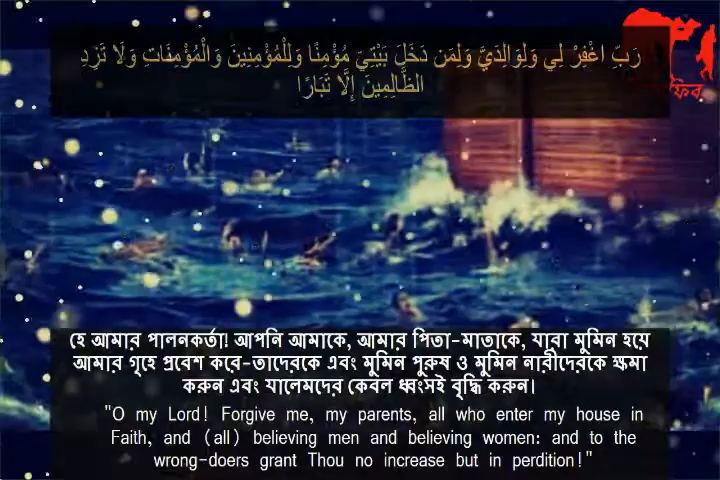 رَبِّ اغْفِرْ لِي وَلِوَالِدَيَّ وَلِمَن دَخَلَ بَيْتِيَ مُؤْمِنًا وَلِلْمُؤْمِنِينَ وَالْمُؤْمِنَاتِ وَلَا تَزِدِ
الظَّالِمِينَ إِلَّا تَبَارًا
হে আমার পালনকর্তা! আপনি আমাকে, আমার পিতা-মাতাকে, যারা মুমিন হয়ে
আমার গৃহে প্রবেশ করে-তাদেরকে এবং মুমিন পুরুষ ও মুমিন নারীদেরকে ক্ষমা
করুন এবং যালেমদের কেবল ধ্বংসই বৃদ্ধি করুন।
"O my Lord! Forgive me, my parents, all who enter my house in
Faith, and (all) believing men and believing women: and to the
wrong-doers grant Thou no increase but in perdition!"